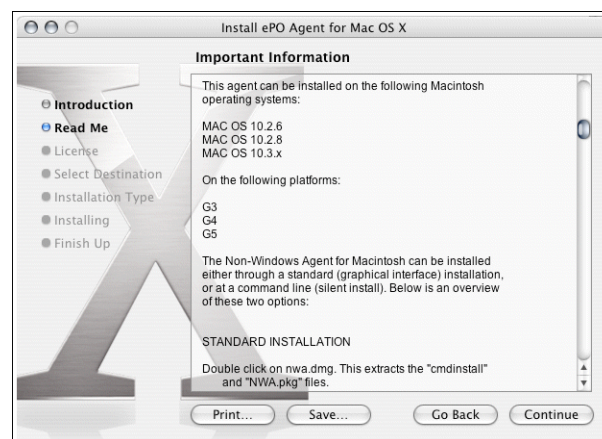 Install ePO Agent for Mac OS X
Important Information
Introduction
Read Me
License
Select Destination
Installation Type
Installing
Finish Up
This agent can be installed on the following Macintosh
operating systems:
MAC OS 10.2.6
MAC OS 10.2.8
MAC OS 10.3.x
On the following platforms:
G3
G4
G5
The Non-Windows Agent for Macintosh can be installed
either through a standard (graphical interface) installation,
or at a command line (silent install). Below is an overview
of these two options:
STANDARD INSTALLATION
Double click on nwa.dmg. This extracts the "cmdinstall"
and "NWA.pkg" files.
Print...
Save...
Go Back
Continue